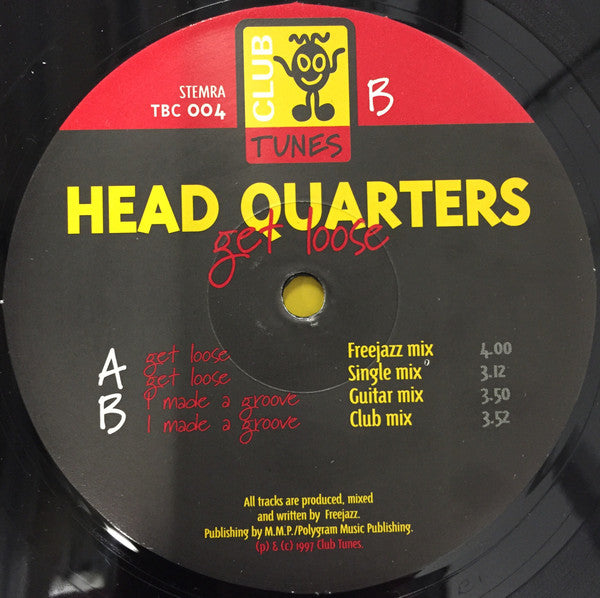 STEMRA
TBC 004
CLUB
TUNES
B
HEAD QUARTERS
get loose
A get loose Freejazz mix 4.00
get loose Single mix 3.12
B I made a groove Guitar mix 3.50
I made a groove Club mix 3.52
All tracks are produced, mixed
and written by Freejazz.
Publishing by M.M.P./Polygram Music Publishing.
(p) & (c) 1997 Club Tunes.